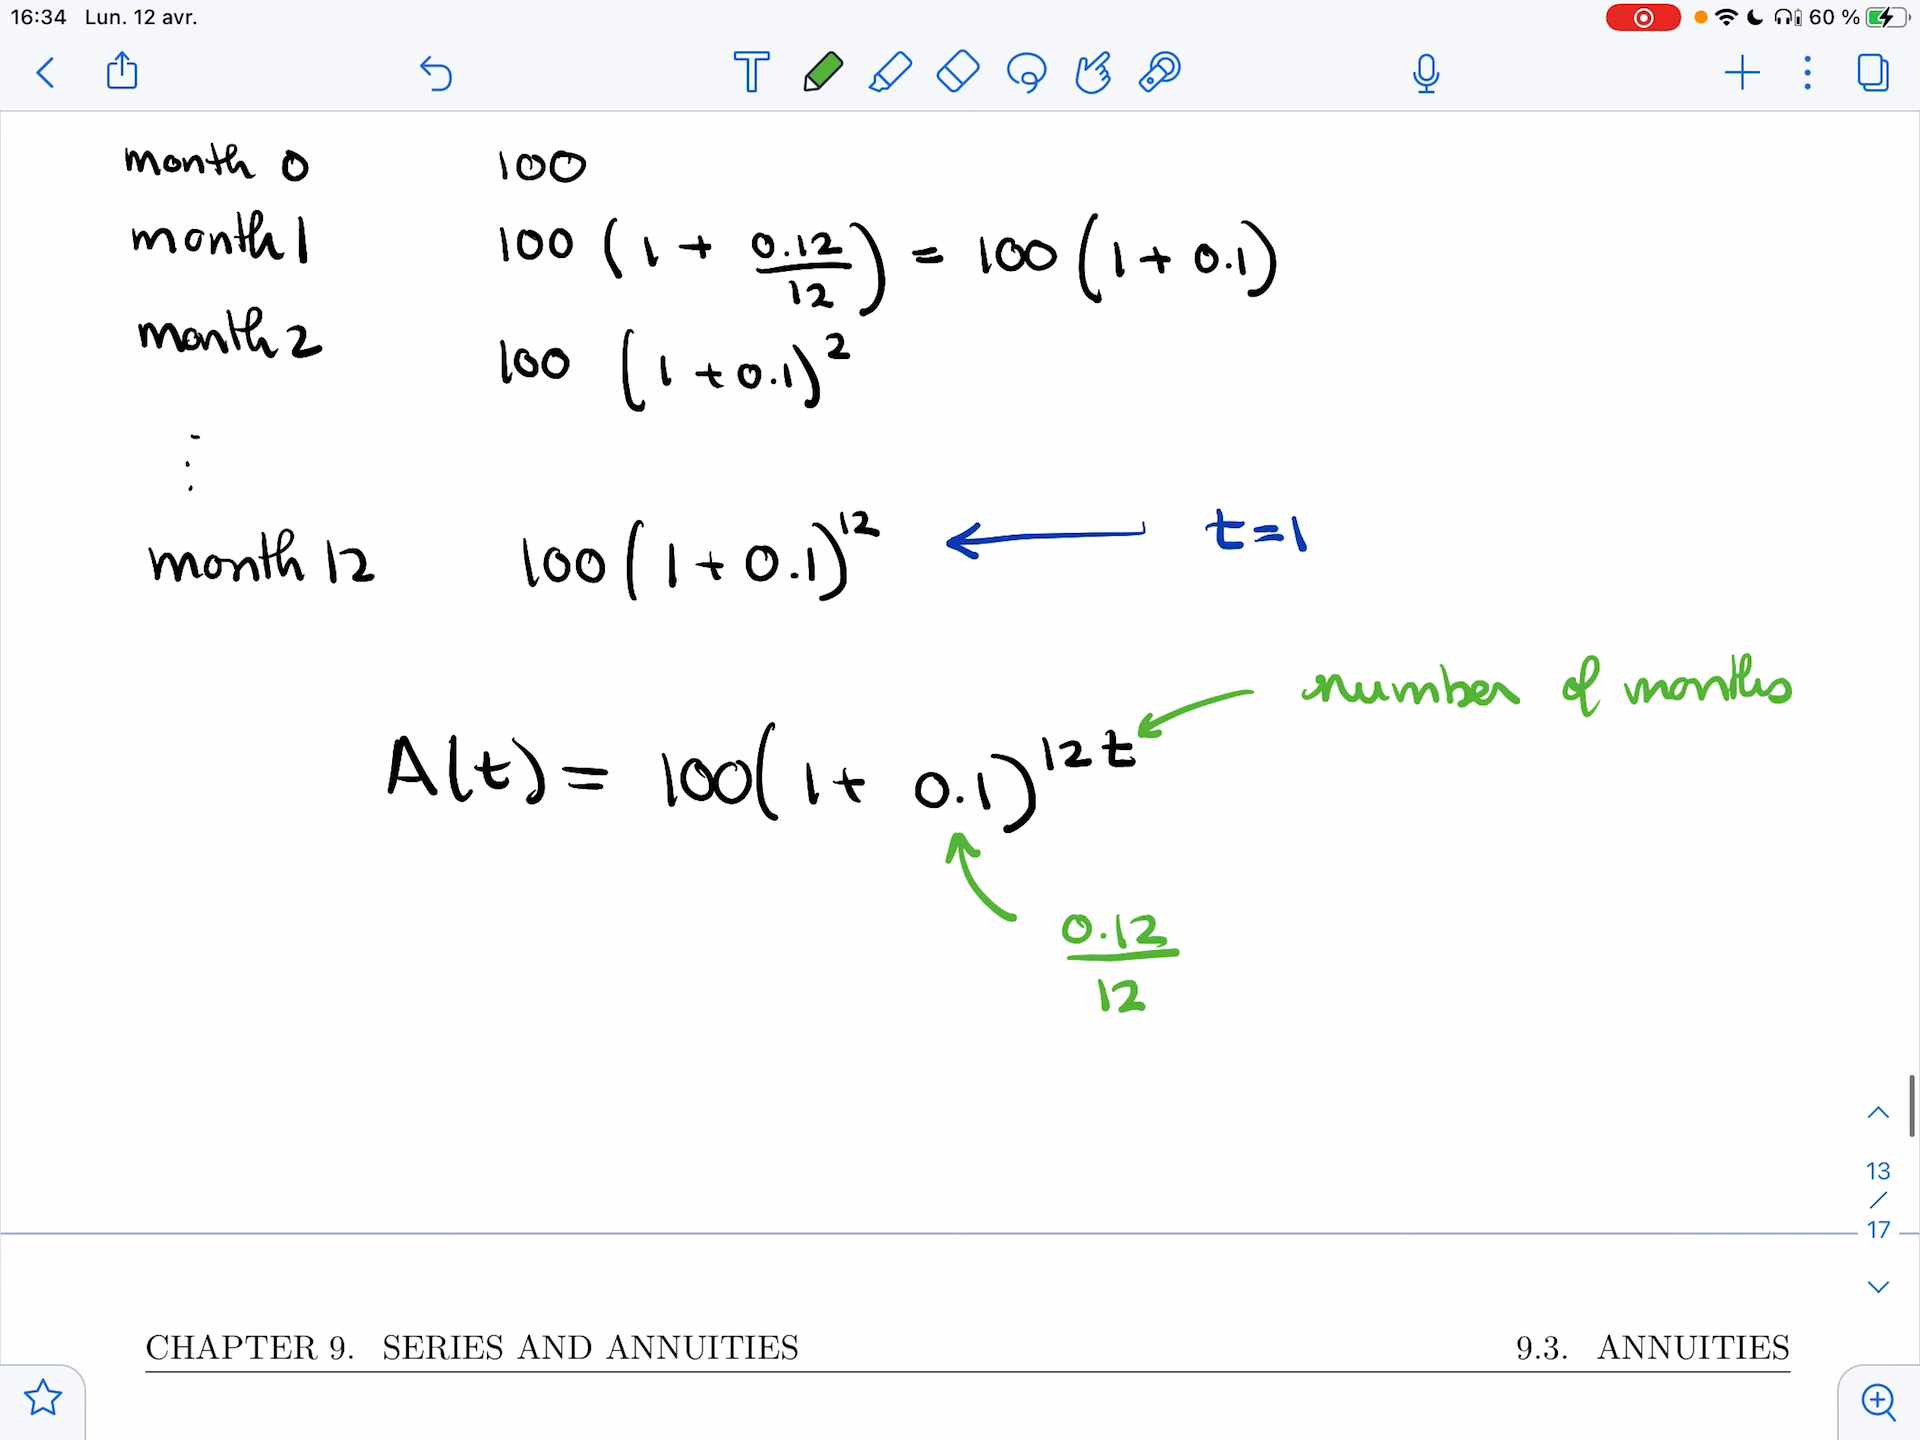 16:34 Lun. 12 avr. 60 %
T
month 0 100
month 1 100 (1 + 0.12/12) = 100 (1 + 0.1)
month 2 100 (1 + 0.1)^2
⋮
month 12 100 (1 + 0.1)^12 ← t = 1
number of months
A(t) = 100(1 + 0.1)^12t
0.12
12
13
/
17
CHAPTER 9. SERIES AND ANNUITIES 9.3. ANNUITIES